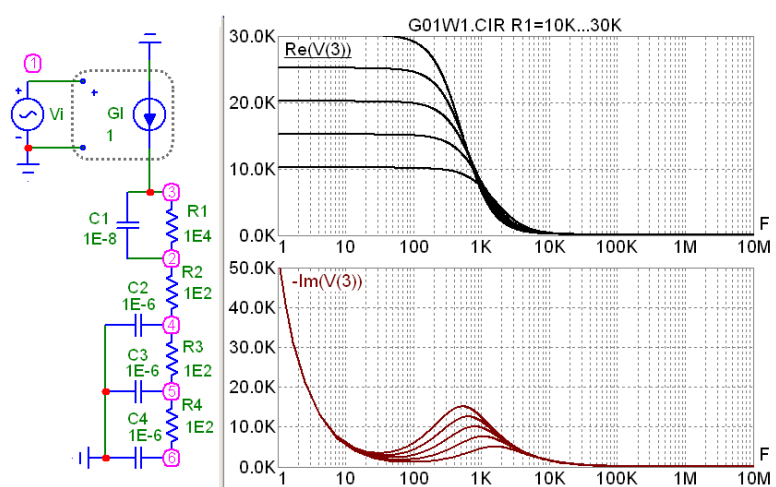 1
+
-
Vi
+
GI
1
3
C1
1E-8
R1
1E4
2
R2
1E2
C2
1E-6
4
R3
1E2
C3
1E-6
5
R4
1E2
C4
1E-6
6
G01W1.CIR R1=10K...30K
30.0K
Re(V(3))
20.0K
10.0K
0.0K
1 10 100 1K 10K 100K 1M 10M
F
50.0K
-Im(V(3))
40.0K
30.0K
20.0K
10.0K
0.0K
1 10 100 1K 10K 100K 1M 10M
F